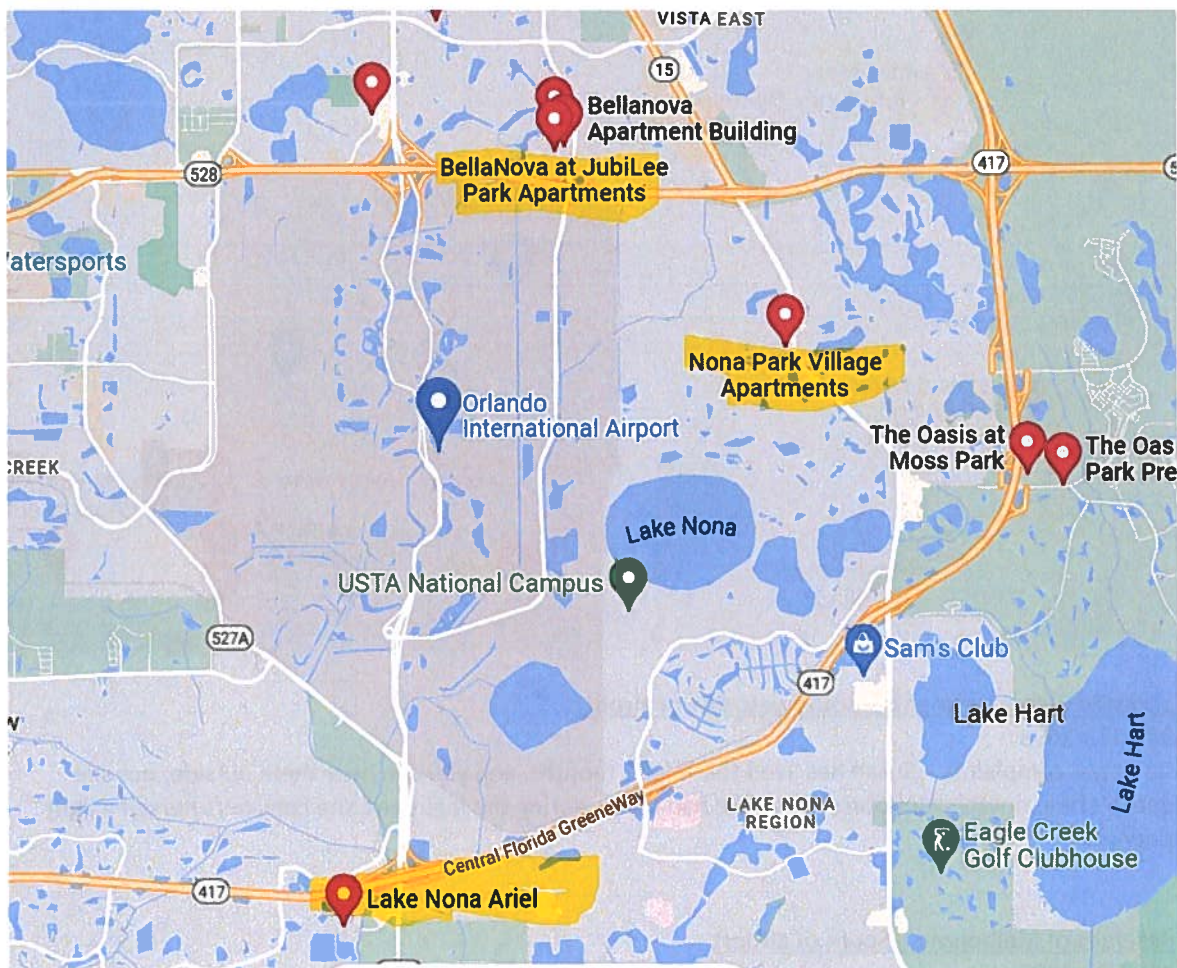 VISTA EAST
15
Bellanova
Apartment Building
BellaNova at JubiLee
Park Apartments
528
417
atersports
Nona Park Village
Apartments
Orlando
International Airport
The Oasis at
Moss Park
The Oas
Park Pre
CREEK
Lake Nona
USTA National Campus
527A
Sam's Club
417
Lake Hart
Lake Hart
W
LAKE NONA
REGION
Central Florida GreeneWay
Eagle Creek
Golf Clubhouse
417
Lake Nona Ariel